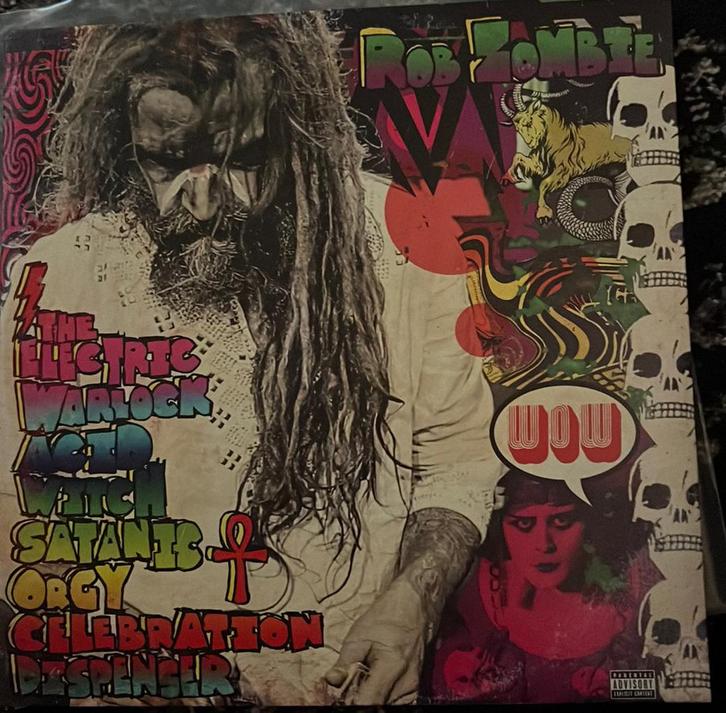 ROB ZOMBIE
THE
ELECTRIC
WARLOCK
ACID
WITCH
SATANIC
ORGY
CELEBRATION
DISPENSER
WOW
PARENTAL
ADVISORY
EXPLICIT CONTENT